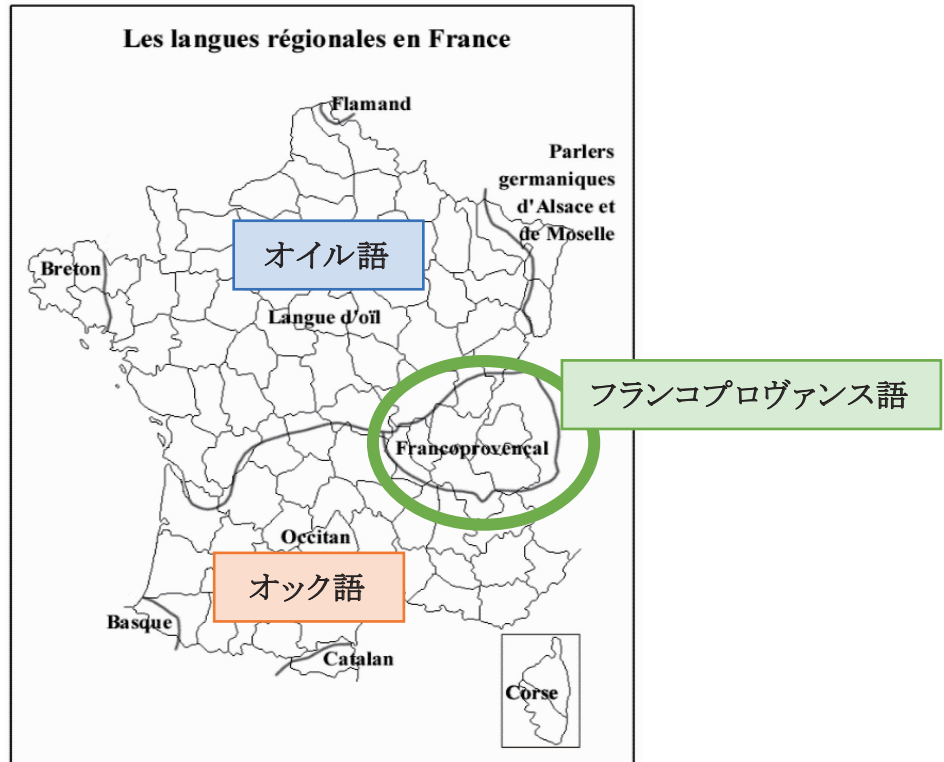 Les langues régionales en France
Flamand
Parlers
germaniques
d'Alsace et
de Moselle
オイル語
Breton
Langue d'oïl
フランコプロヴァンス語
Francoprovençal
Occitan
オック語
Basque
Catalan
Corse